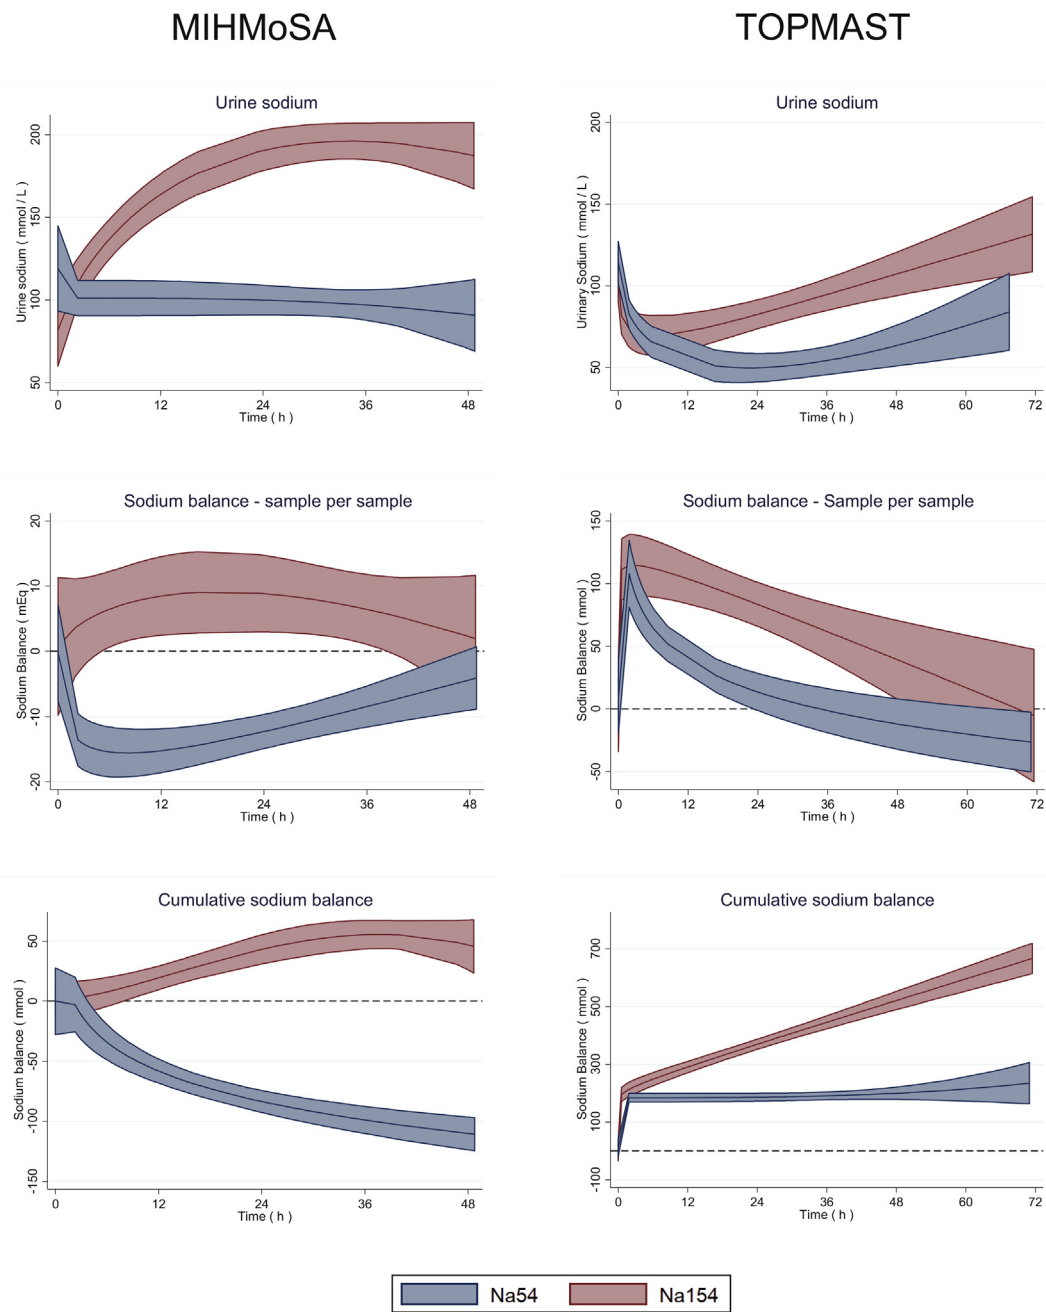 MIHMoSA
TOPMAST
Urine sodium
Urine sodium ( mmol / L )
200
150
100
50
0 12 24 36 48
Time ( h )
Urine sodium
Urinary Sodium ( mmol / L )
200
150
100
50
0 12 24 36 48 60 72
Time ( h )
Sodium balance - sample per sample
Sodium Balance ( mEq )
20
10
0
-10
-20
0 12 24 36 48
Time ( h )
Sodium balance - Sample per sample
Sodium Balance ( mmol )
150
100
50
0
-50
0 12 24 36 48 60 72
Time ( h )
Cumulative sodium balance
Sodium balance ( mmol )
50
0
-50
-100
-150
0 12 24 36 48
Time ( h )
Cumulative sodium balance
Sodium Balance ( mmol )
700
500
300
100
-100
0 12 24 36 48 60 72
Time ( h )
Na54 Na154